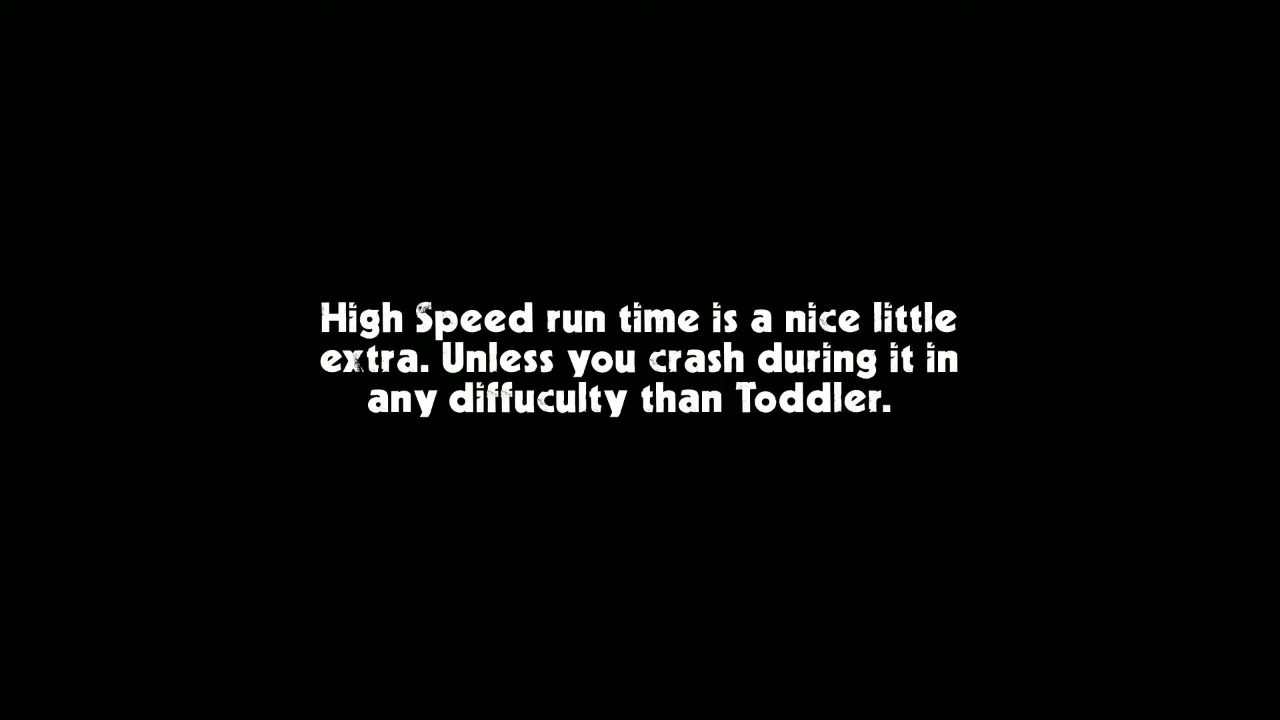 High Speed run time is a nice little
extra. Unless you crash during it in
any diffuculty than Toddler.